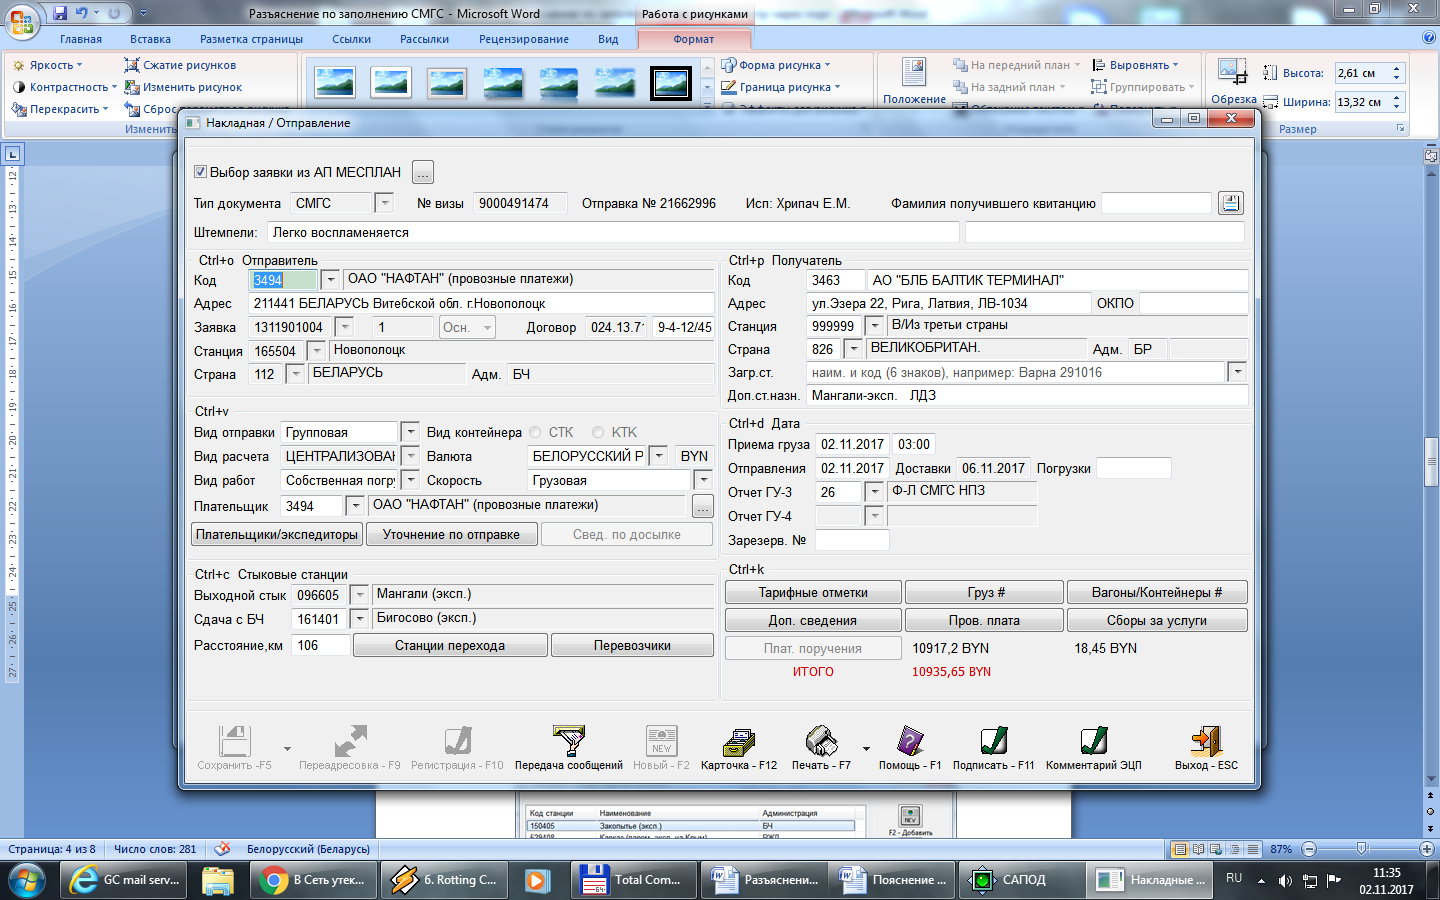 Разъяснение по заполнению СМГС - Microsoft Word
Работа с рисунками
Главная Вставка Разметка страницы Ссылки Рассылки Рецензирование Вид Формат
Яркость Сжатие рисунков Форма рисунка На передний план Выровнять Высота: 2,61 см
Контрастность Изменить рисунок Граница рисунка На задний план Группировать
Перекрасить Сброс Положение Обрезка Ширина: 13,32 см
Изменить Размер
Накладная / Отправление
Выбор заявки из АП МЕСПЛАН ...
Тип документа СМГС № визы 9000491474 Отправка № 21662996 Исп: Хрипач Е.М. Фамилия получившего квитанцию
Штемпели: Легко воспламеняется
Ctrl+o Отправитель
Код 3494 ОАО "НАФТАН" (провозные платежи)
Адрес 211441 БЕЛАРУСЬ Витебской обл. г.Новополоцк
Заявка 1311901004 1 Осн. Договор 024.13.7 9-4-12/45
Станция 165504 Новополоцк
Страна 112 БЕЛАРУСЬ Адм. БЧ
Ctrl+p Получатель
Код 3463 АО "БЛБ БАЛТИК ТЕРМИНАЛ"
Адрес ул.Эзера 22, Рига, Латвия, ЛВ-1034 ОКПО
Станция 999999 В/Из третьи страны
Страна 826 ВЕЛИКОБРИТАН. Адм. БР
Загр.ст. наим. и код (6 знаков), например: Варна 291016
Доп.ст.назн. Мангали-эксп. ЛДЗ
Ctrl+v
Вид отправки Групповая Вид контейнера СТК КТК
Вид расчета ЦЕНТРАЛИЗОВАН Валюта БЕЛОРУССКИЙ Р BYN
Вид работ Собственная погру Скорость Грузовая
Плательщик 3494 ОАО "НАФТАН" (провозные платежи) ...
Плательщики/экспедиторы Уточнение по отправке Свед. по досылке
Ctrl+d Дата
Приема груза 02.11.2017 03:00
Отправления 02.11.2017 Доставки 06.11.2017 Погрузки
Отчет ГУ-3 26 Ф-Л СМГС НПЗ
Отчет ГУ-4
Зарезерв. №
Ctrl+c Стыковые станции
Выходной стык 096605 Мангали (эксп.)
Сдача с БЧ 161401 Бигосово (эксп.)
Расстояние,км 106 Станции перехода Перевозчики
Ctrl+k
Тарифные отметки Груз # Вагоны/Контейнеры #
Доп. сведения Пров. плата Сборы за услуги
Плат. поручения 10917,2 BYN 18,45 BYN
ИТОГО 10935,65 BYN
NEW
Сохранить -F5 Переадресовка - F9 Регистрация - F10 Передача сообщений Новый - F2 Карточка - F12 Печать - F7 Помощь - F1 Подписать - F11 Комментарий ЭЦП Выход - ESC
Код станции Наименование Администрация
150405 Закопытье (эксп.) БЧ
NEW
F2 - Добавить
Страница: 4 из 8 Число слов: 281 Белорусский (Беларусь) 87%
GC mail serv... В Сеть утек... 6. Rotting C... Total Com... Разъяснени... Пояснение ... САПОД Накладные ... RU 11:35
02.11.2017